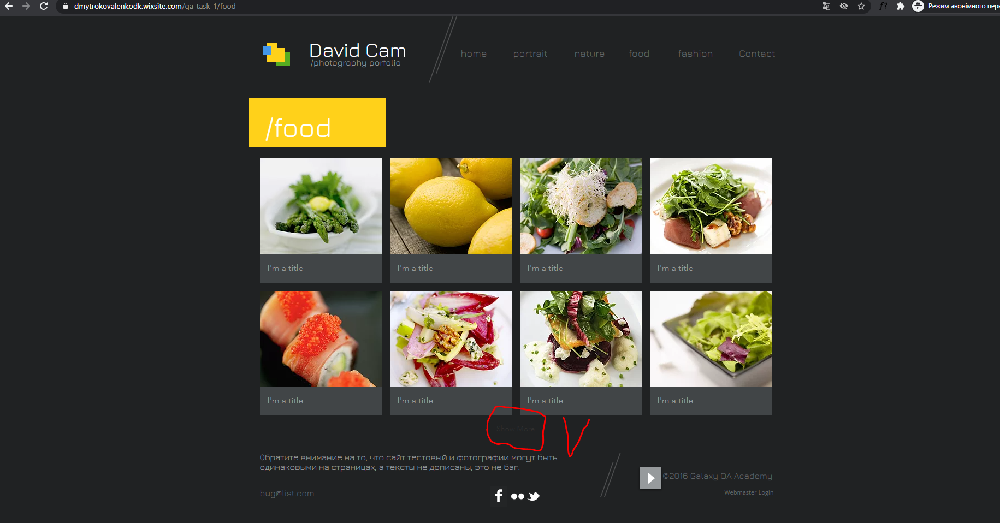 dmytrokovalenkodk.wixsite.com/qa-task-1/food
Режим анонімного пере
David Cam
/photography porfolio
home portrait nature food fashion Contact
/food
I'm a title I'm a title I'm a title I'm a title
I'm a title I'm a title I'm a title I'm a title
Show More
Обратите внимание на то, что сайт тестовый и фотографии могут быть
одинаковыми на страницах, а тексты не дописаны, это не баг.
©2016 Galaxy QA Academy
bug@list.com
Webmaster Login